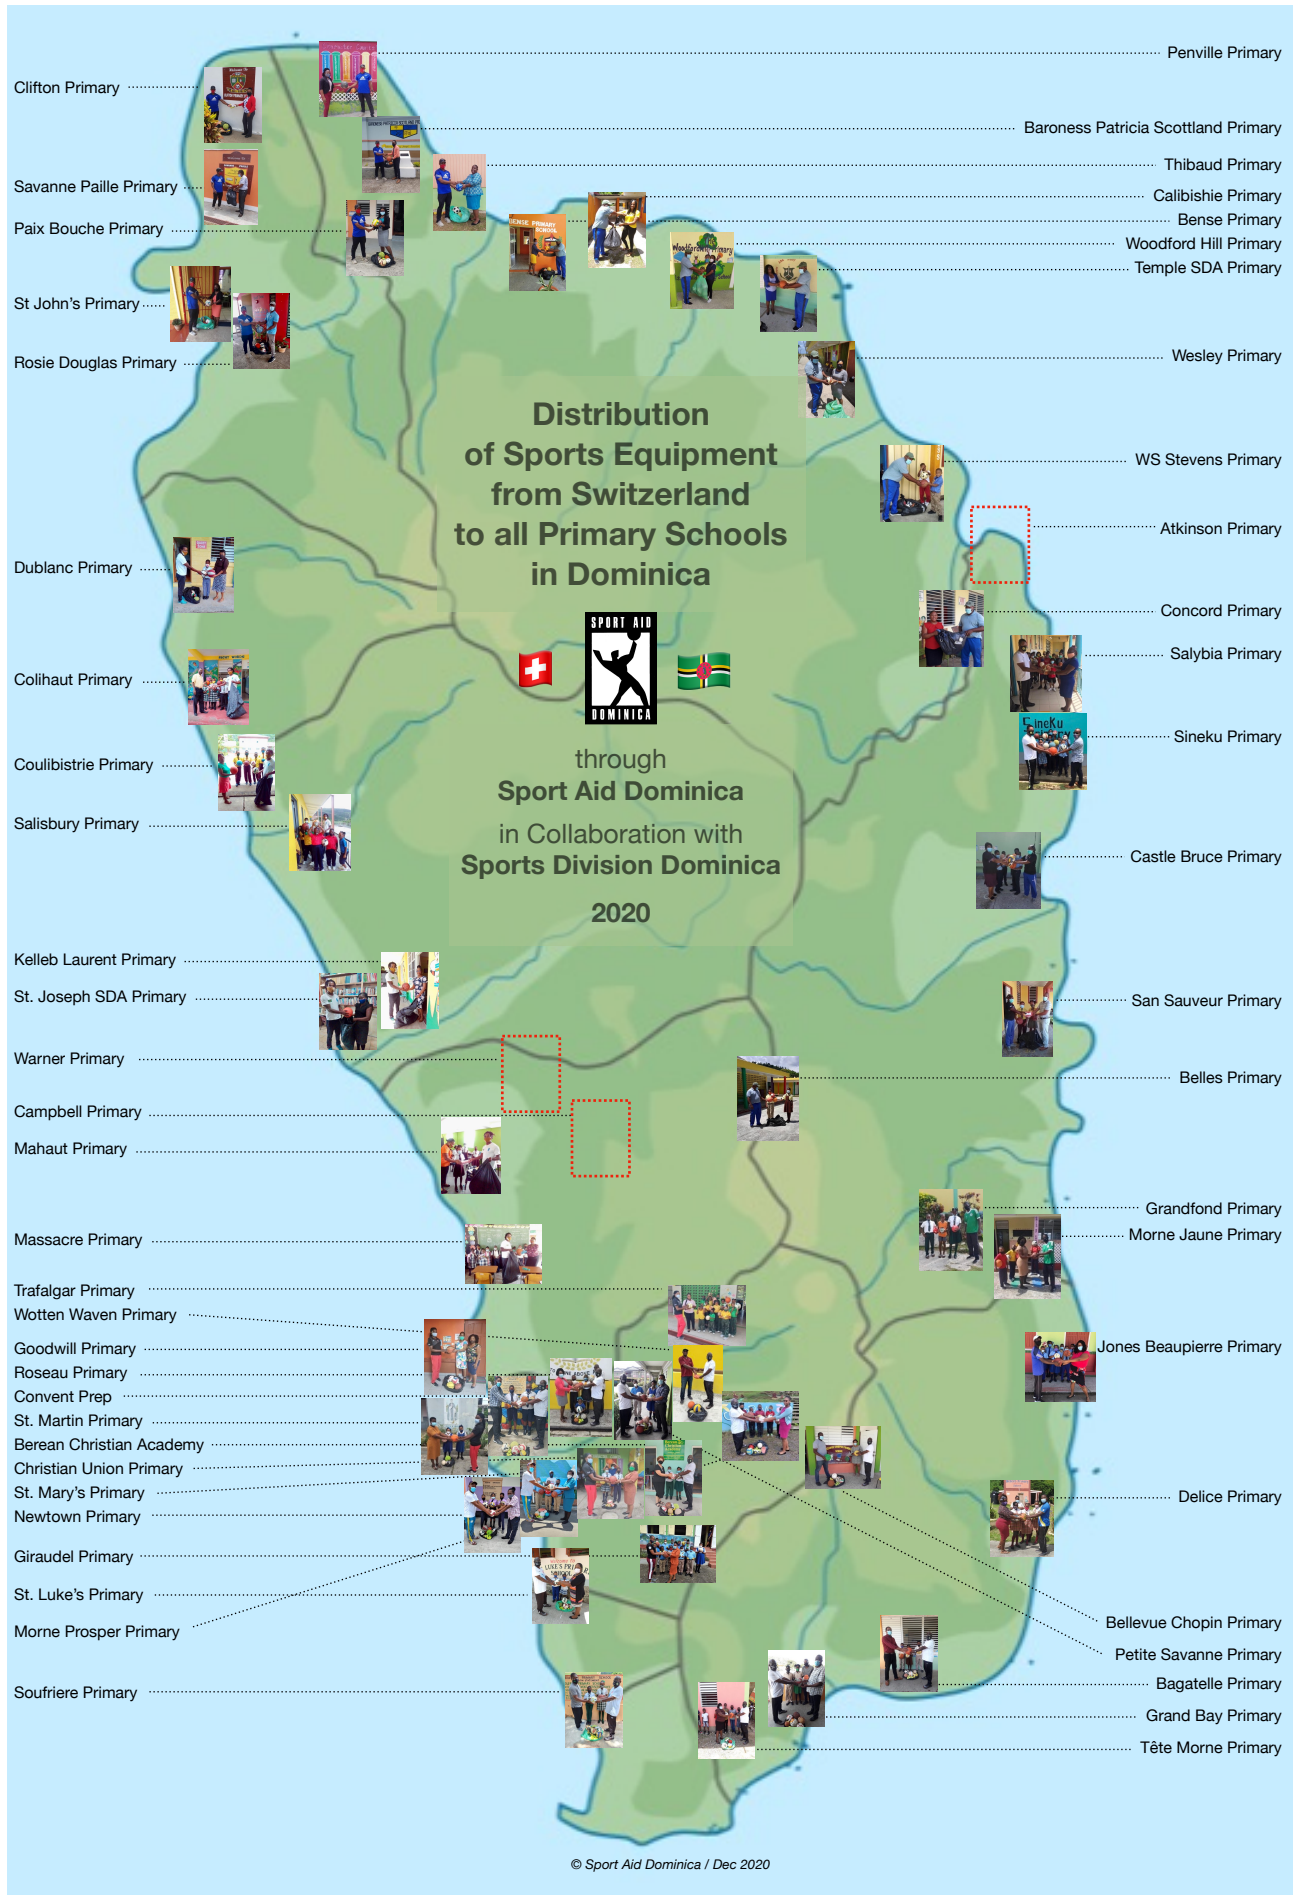 Penville Primary
Clifton Primary
Baroness Patricia Scottland Primary
Thibaud Primary
Savanne Paille Primary
Calibishie Primary
Bense Primary
Paix Bouche Primary
Woodford Hill Primary
Temple SDA Primary
St John's Primary
Rosie Douglas Primary
Wesley Primary
BENSE PRIMARY
SCHOOL
Distribution
of Sports Equipment
from Switzerland
to all Primary Schools
in Dominica
SPORT AID
DOMINICA
through
Sport Aid Dominica
in Collaboration with
Sports Division Dominica
2020
WS Stevens Primary
Atkinson Primary
Dublanc Primary
Concord Primary
Salybia Primary
Colihaut Primary
Sineku Primary
Sineku
Coulibistrie Primary
Salisbury Primary
Castle Bruce Primary
Kelleb Laurent Primary
St. Joseph SDA Primary
San Sauveur Primary
Warner Primary
Belles Primary
Campbell Primary
Mahaut Primary
Grandfond Primary
Morne Jaune Primary
Massacre Primary
Trafalgar Primary
Wotten Waven Primary
Goodwill Primary
Jones Beaupierre Primary
Roseau Primary
Convent Prep
St. Martin Primary
Berean Christian Academy
Christian Union Primary
St. Mary's Primary
Delice Primary
Newtown Primary
Giraudel Primary
St. Luke's Primary
Bellevue Chopin Primary
Morne Prosper Primary
Petite Savanne Primary
Bagatelle Primary
Soufriere Primary
Grand Bay Primary
Tête Morne Primary
© Sport Aid Dominica / Dec 2020